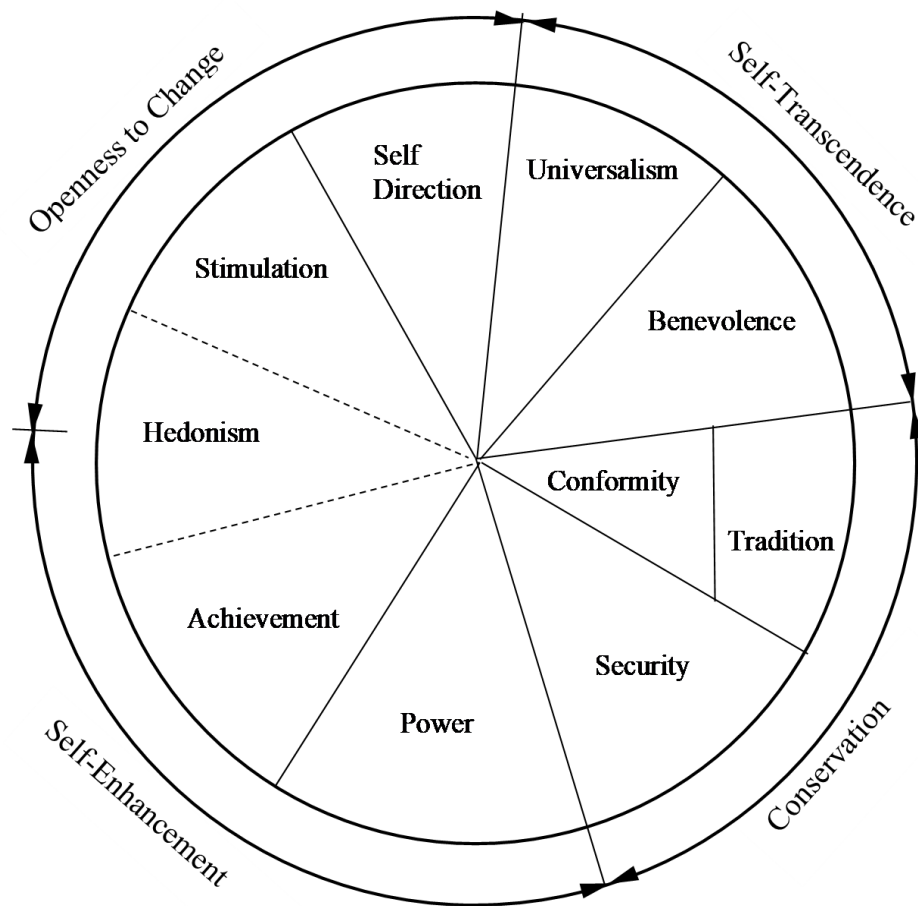 Openness to Change
Self-Transcendence
Self
Direction
Universalism
Stimulation
Benevolence
Hedonism
Conformity
Tradition
Achievement
Security
Power
Self-Enhancement
Conservation